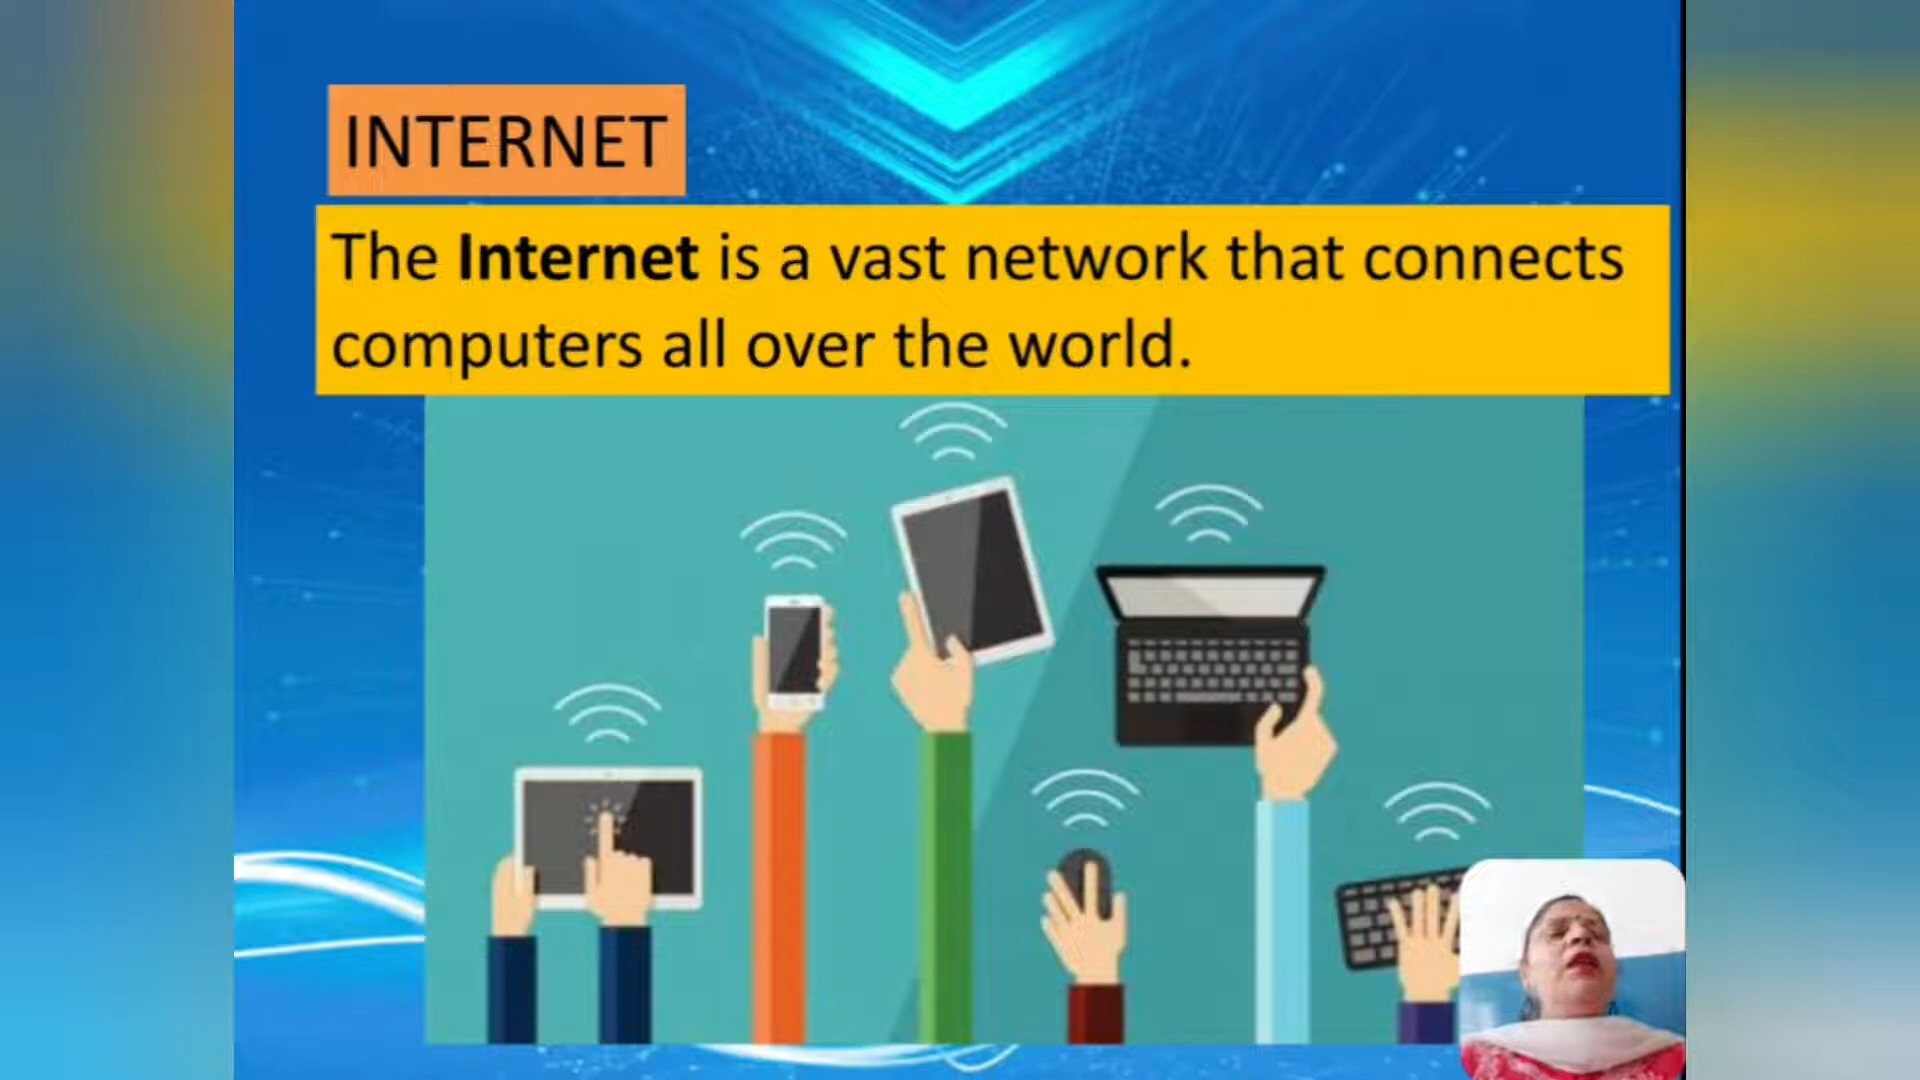 INTERNET
The Internet is a vast network that connects
computers all over the world.